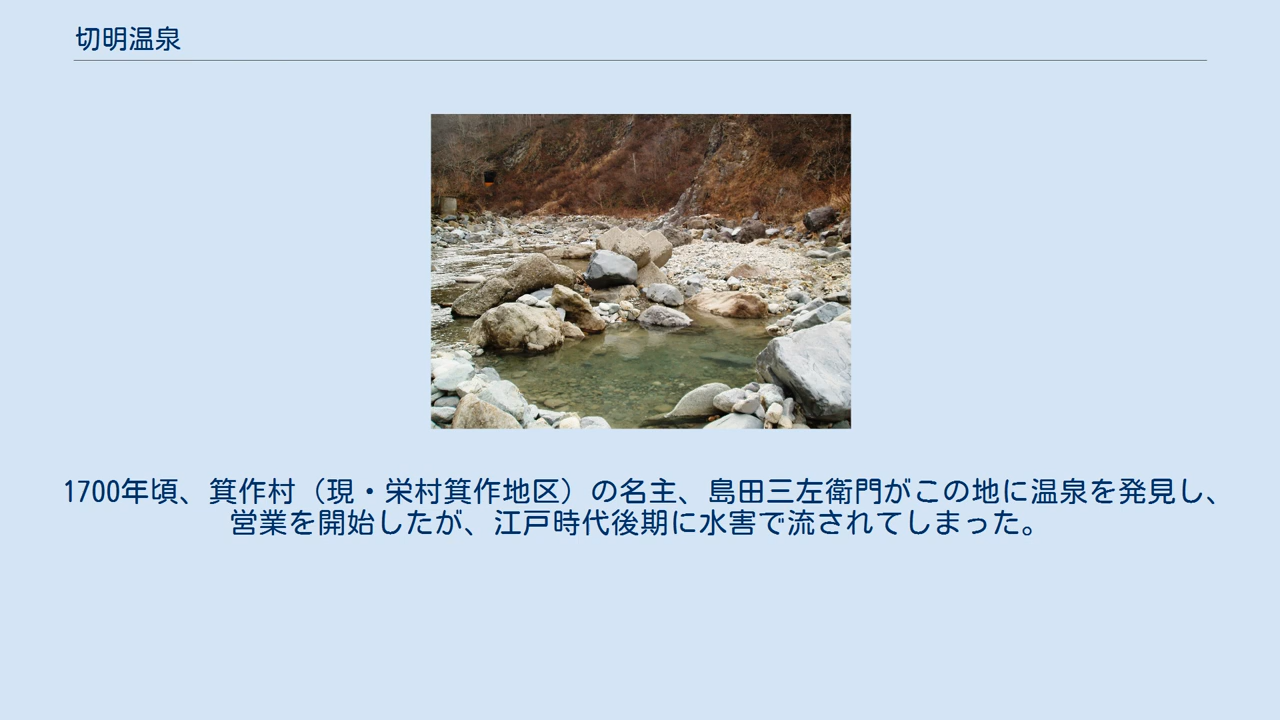 切明温泉
1700年頃、箕作村（現・栄村箕作地区）の名主、島田三左衛門がこの地に温泉を発見し、
営業を開始したが、江戸時代後期に水害で流されてしまった。